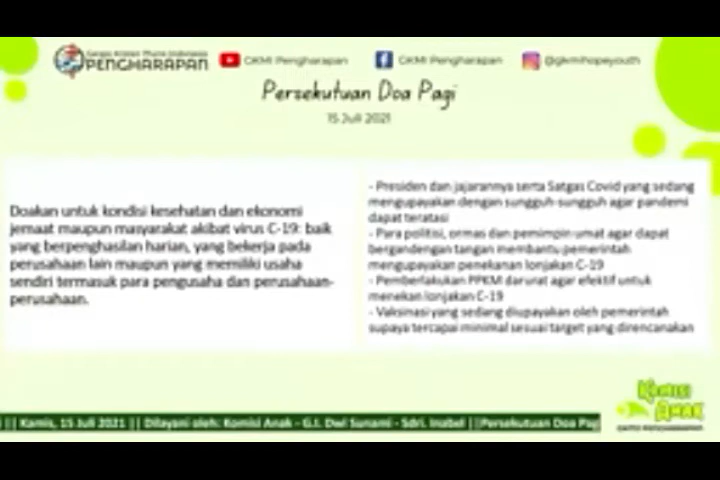 Gereja Kristen Muria Indonesia
PENGHARAPAN
GKMI Pengharapan
GKMI Pengharapan
@gkmihopeyouth
Persekutuan Doa Pagi
15 Juli 2021
Doakan untuk kondisi kesehatan dan ekonomi
jemaat maupun masyarakat akibat virus C-19: baik
yang berpenghasilan harian, yang bekerja pada
perusahaan lain maupun yang memiliki usaha
sendiri termasuk para pengusaha dan perusahaan-
perusahaan.
- Presiden dan jajarannya serta Satgas Covid yang sedang
mengupayakan dengan sungguh-sungguh agar pandemi
dapat teratasi
- Para politisi, ormas dan pemimpin umat agar dapat
bergandengan tangan membantu pemerintah
mengupayakan penekanan lonjakan C-19
- Pemberlakuan PPKM darurat agar efektif untuk
menekan lonjakan C-19
- Vaksinasi yang sedang diupayakan oleh pemerintah
supaya tercapai minimal sesuai target yang direncanakan
Komisi
Anak
GKMI PENGHARAPAN
|| Kamis, 15 Juli 2021 || Dilayani oleh: Komisi Anak - G.I. Dwi Sunami - Sdri. Inabel ||Persekutuan Doa Pag